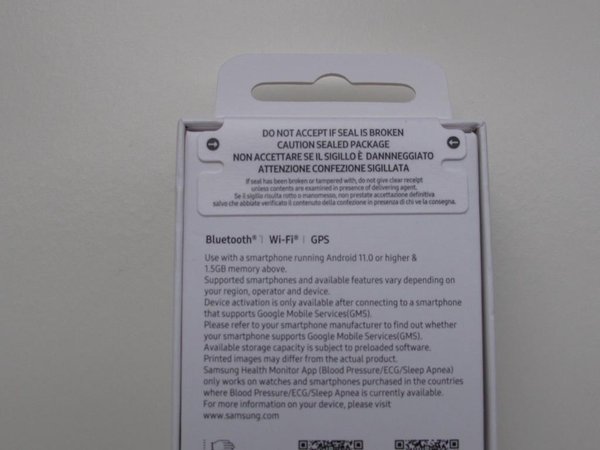 DO NOT ACCEPT IF SEAL IS BROKEN
CAUTION SEALED PACKAGE
NON ACCETTARE SE IL SIGILLO È DANNNEGGIATO
ATTENZIONE CONFEZIONE SIGILLATA
If seal has been broken or tampered with, do not give clear receipt
unless contents are examined in presence of delivering agent.
Se il sigillo risulta rotto o manomesso, non prestate accettazione definitiva
salvo che abbiate verificato il contenuto della confezione in presenza di chi ve la consegna.
Bluetooth® | Wi-Fi® | GPS
Use with a smartphone running Android 11.0 or higher &
1.5GB memory above.
Supported smartphones and available features vary depending on
your region, operator and device.
Device activation is only available after connecting to a smartphone
that supports Google Mobile Services(GMS).
Please refer to your smartphone manufacturer to find out whether
your smartphone supports Google Mobile Services(GMS).
Available storage capacity is subject to preloaded software.
Printed images may differ from the actual product.
Samsung Health Monitor App (Blood Pressure/ECG/Sleep Apnea)
only works on watches and smartphones purchased in the countries
where Blood Pressure/ECG/Sleep Apnea is currently available.
For more information on your device, please visit
www.samsung.com